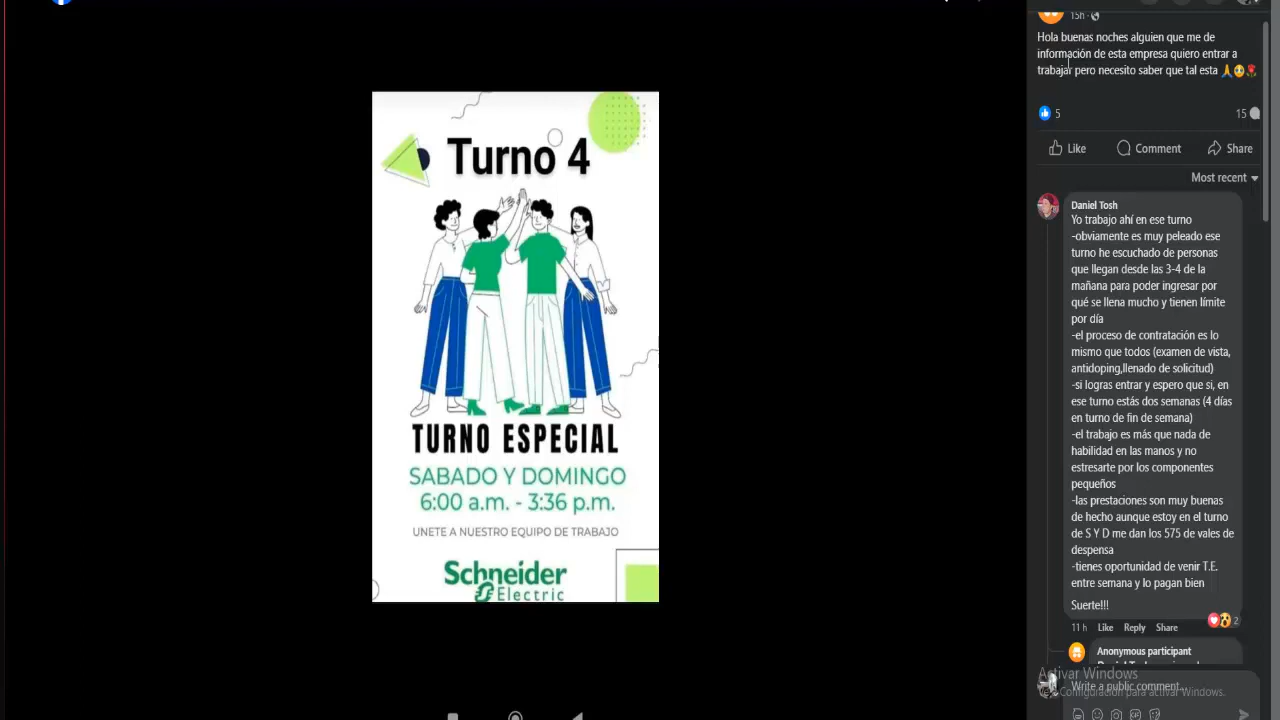 Turno 4
TURNO ESPECIAL
SABADO Y DOMINGO
6:00 a.m. - 3:36 p.m.
UNETE A NUESTRO EQUIPO DE TRABAJO
Schneider
Electric
15h
Hola buenas noches alguien que me de
información de esta empresa quiero entrar a
trabajar pero necesito saber que tal esta 🙏🥹🌹
5
15
Like
Comment
Share
Most recent
Daniel Tosh
Yo trabajo ahí en ese turno
-obviamente es muy peleado ese
turno he escuchado de personas
que llegan desde las 3-4 de la
mañana para poder ingresar por
qué se llena mucho y tienen límite
por día
-el proceso de contratación es lo
mismo que todos (examen de vista,
antidoping,llenado de solicitud)
-si logras entrar y espero que si, en
ese turno estás dos semanas (4 días
en turno de fin de semana)
-el trabajo es más que nada de
habilidad en las manos y no
estresarte por los componentes
pequeños
-las prestaciones son muy buenas
de hecho aunque estoy en el turno
de S Y D me dan los 575 de vales de
despensa
-tienes oportunidad de venir T.E.
entre semana y lo pagan bien
Suerte!!!
11 h Like Reply Share
2
Anonymous participant
Activar Windows
Write a public comment...
Configuración para activar Windows.